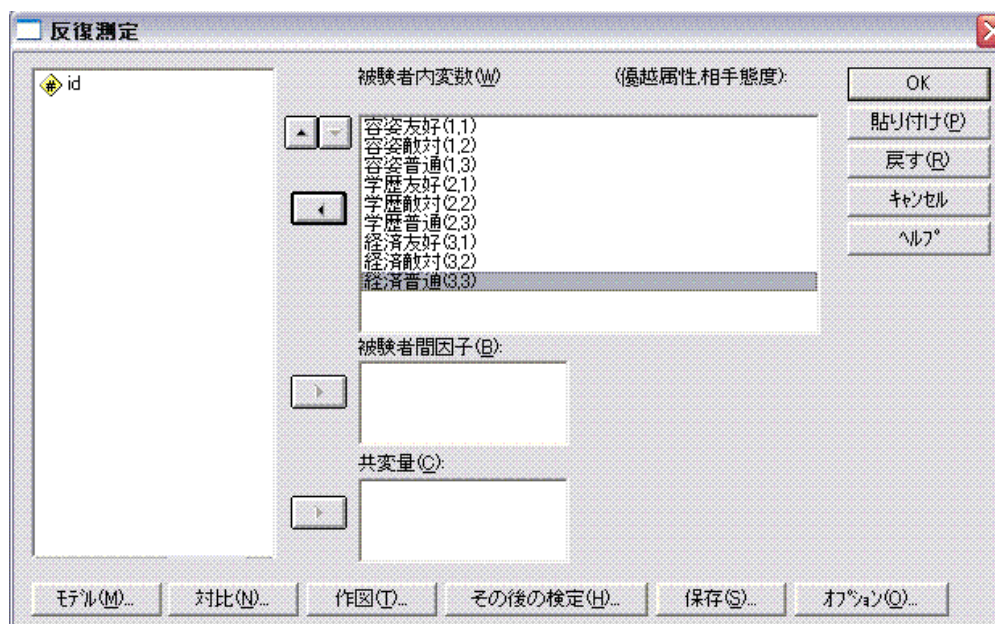 反復測定
id
被験者内変数(W) (優越属性,相手態度):
容姿友好(1,1)
容姿敵対(1,2)
容姿普通(1,3)
学歴友好(2,1)
学歴敵対(2,2)
学歴普通(2,3)
経済友好(3,1)
経済敵対(3,2)
経済普通(3,3)
被験者間因子(B):
共変量(C):
OK
貼り付け(P)
戻す(R)
キャンセル
ヘルプ
モデル(M)...
対比(N)...
作図(T)...
その後の検定(H)...
保存(S)...
オプション(O)...